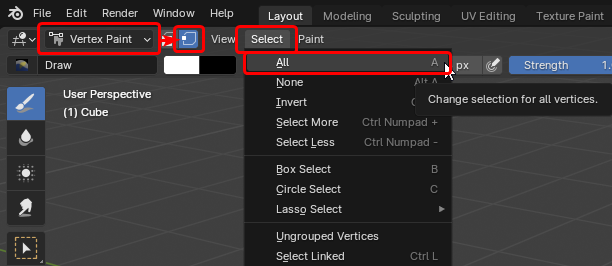 File Edit Render Window Help Layout Modeling Sculpting UV Editing Texture Paint
Vertex Paint View Select Paint
Draw px Strength 1.
All A
None Alt A
Invert
Select More Ctrl Numpad +
Select Less Ctrl Numpad -
Box Select B
Circle Select C
Lasso Select
Ungrouped Vertices
Select Linked Ctrl L
Change selection for all vertices.
User Perspective
(1) Cube